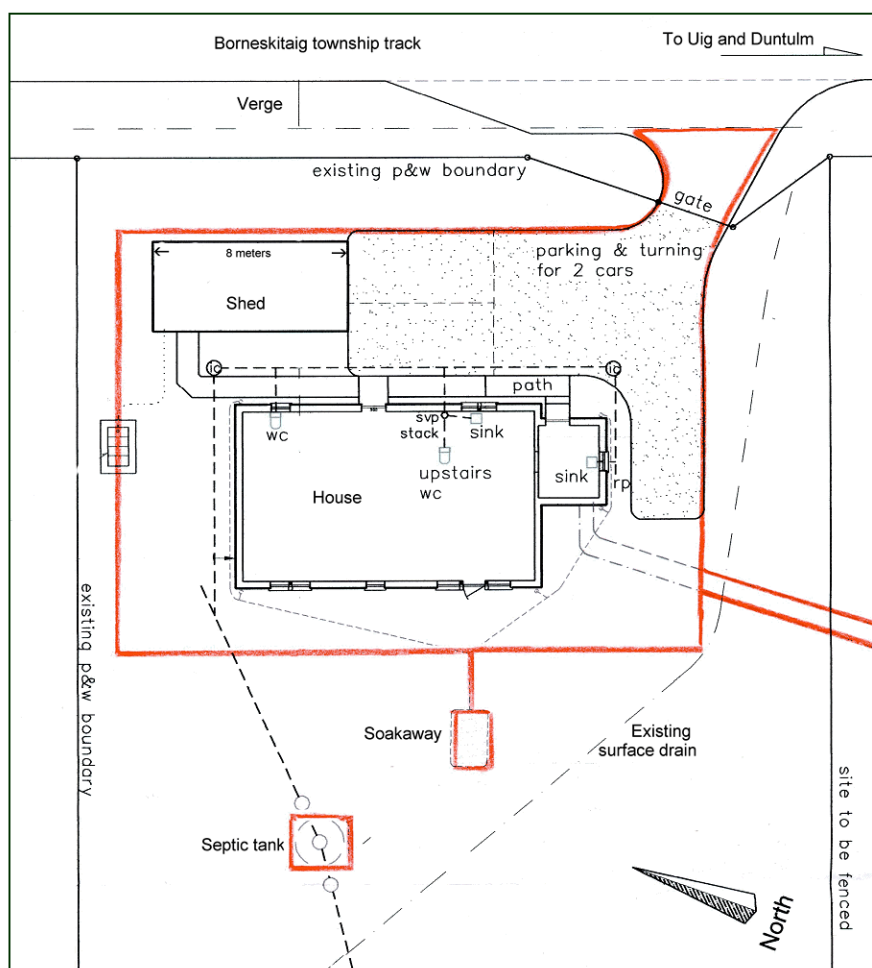 Borneskitaig township track
To Uig and Duntulm
Verge
existing p&w boundary
gate
parking & turning
for 2 cars
8 meters
Shed
ic
ic
path
wc
svp
stack
sink
upstairs
wc
House
sink
rp
existing p&w boundary
Soakaway
Existing
surface drain
site to be fenced
Septic tank
North